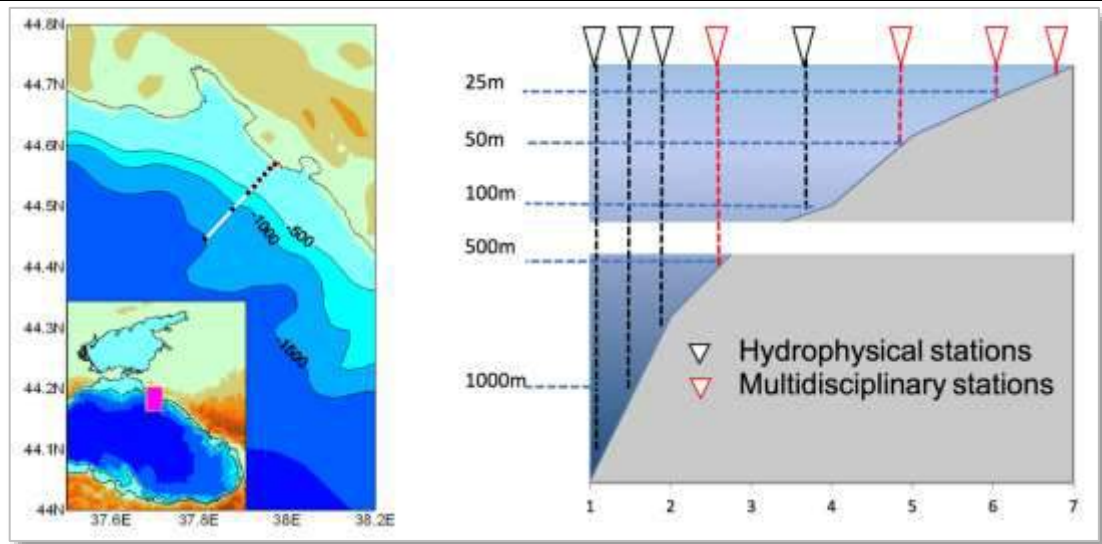 44.8N
44.7N
44.6N
44.5N
44.4N
44.3N
44.2N
44.1N
44N
37.6E
37.8E
38E
38.2E
-500
-1000
-1500
25m
50m
100m
500m
1000m
Hydrophysical stations
Multidisciplinary stations
1 2 3 4 5 6 7